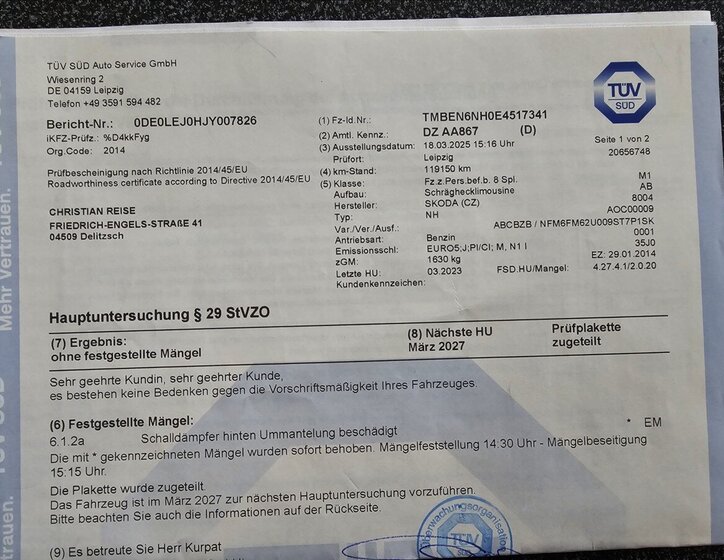 TÜV SÜD Auto Service GmbH
Wiesenring 2
DE 04159 Leipzig
Telefon +49 3591 594 482
Bericht-Nr.: 0DE0LEJ0HJY007826
iKFZ-Prüfz.: %D4kkFyg
Org.Code: 2014
Prüfbescheinigung nach Richtlinie 2014/45/EU
Roadworthiness certificate according to Directive 2014/45/EU
CHRISTIAN REISE
FRIEDRICH-ENGELS-STRAßE 41
04509 Delitzsch
(1) Fz-Id.Nr.: TMBEN6NH0E4517341
(2) Amtl. Kennz.: DZ AA867 (D)
(3) Ausstellungsdatum: 18.03.2025 15:16 Uhr
Prüfort: Leipzig
(4) km-Stand: 119150 km
(5) Klasse: Fz.z.Pers.bef.b. 8 Spl. M1
Aufbau: Schrägheckl​imousine AB
Hersteller: SKODA (CZ) 8004
Typ: NH AOC00009
Var./Ver./Ausf.: ABCBZB / NFM6FM62U009ST7P1SK
Antriebsart: Benzin 0001
Emissionsschl.: EURO5;J;PI/CI; M, N1 I 35J0
zGM: 1630 kg EZ: 29.01.2014
Letzte HU: 03.2023 FSD.HU/Mangel: 4.27.4.1/2.0.20
Kundenkennzeichen:
TÜV
SÜD
Seite 1 von 2
20656748
Hauptuntersuchung § 29 StVZO
(7) Ergebnis: (8) Nächste HU Prüfplakette
ohne festgestellte Mängel März 2027 zugeteilt
Sehr geehrte Kundin, sehr geehrter Kunde,
es bestehen keine Bedenken gegen die Vorschriftsmäßigkeit Ihres Fahrzeuges.
(6) Festgestellte Mängel:
6.1.2a Schalldämpfer hinten Ummantelung beschädigt * EM
Die mit * gekennzeichneten Mängel wurden sofort behoben. Mängelfeststellung 14:30 Uhr - Mängelbeseitigung
15:15 Uhr.
Die Plakette wurde zugeteilt
Das Fahrzeug ist im März 2027 zur nächsten Hauptuntersuchung vorzuführen.
Bitte beachten Sie auch die Informationen auf der Rückseite.
(9) Es betreute Sie Herr Kurpat
TÜV
SÜD
Mehr Vertrauen.
TÜV SÜD